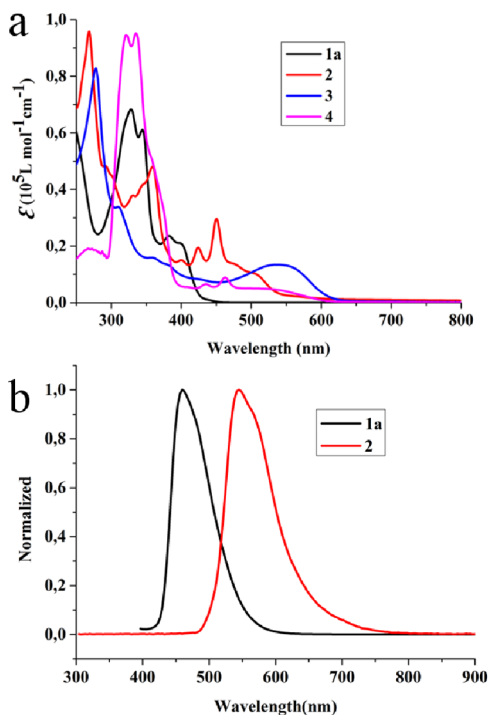 a
ε (10⁵L mol⁻¹cm⁻¹)
1,0
0,8
0,6
0,4
0,2
0,0
1a
2
3
4
300 400 500 600 700 800
Wavelength (nm)
b
Normalized
1,0
0,8
0,6
0,4
0,2
0,0
1a
2
300 400 500 600 700 800 900
Wavelength(nm)